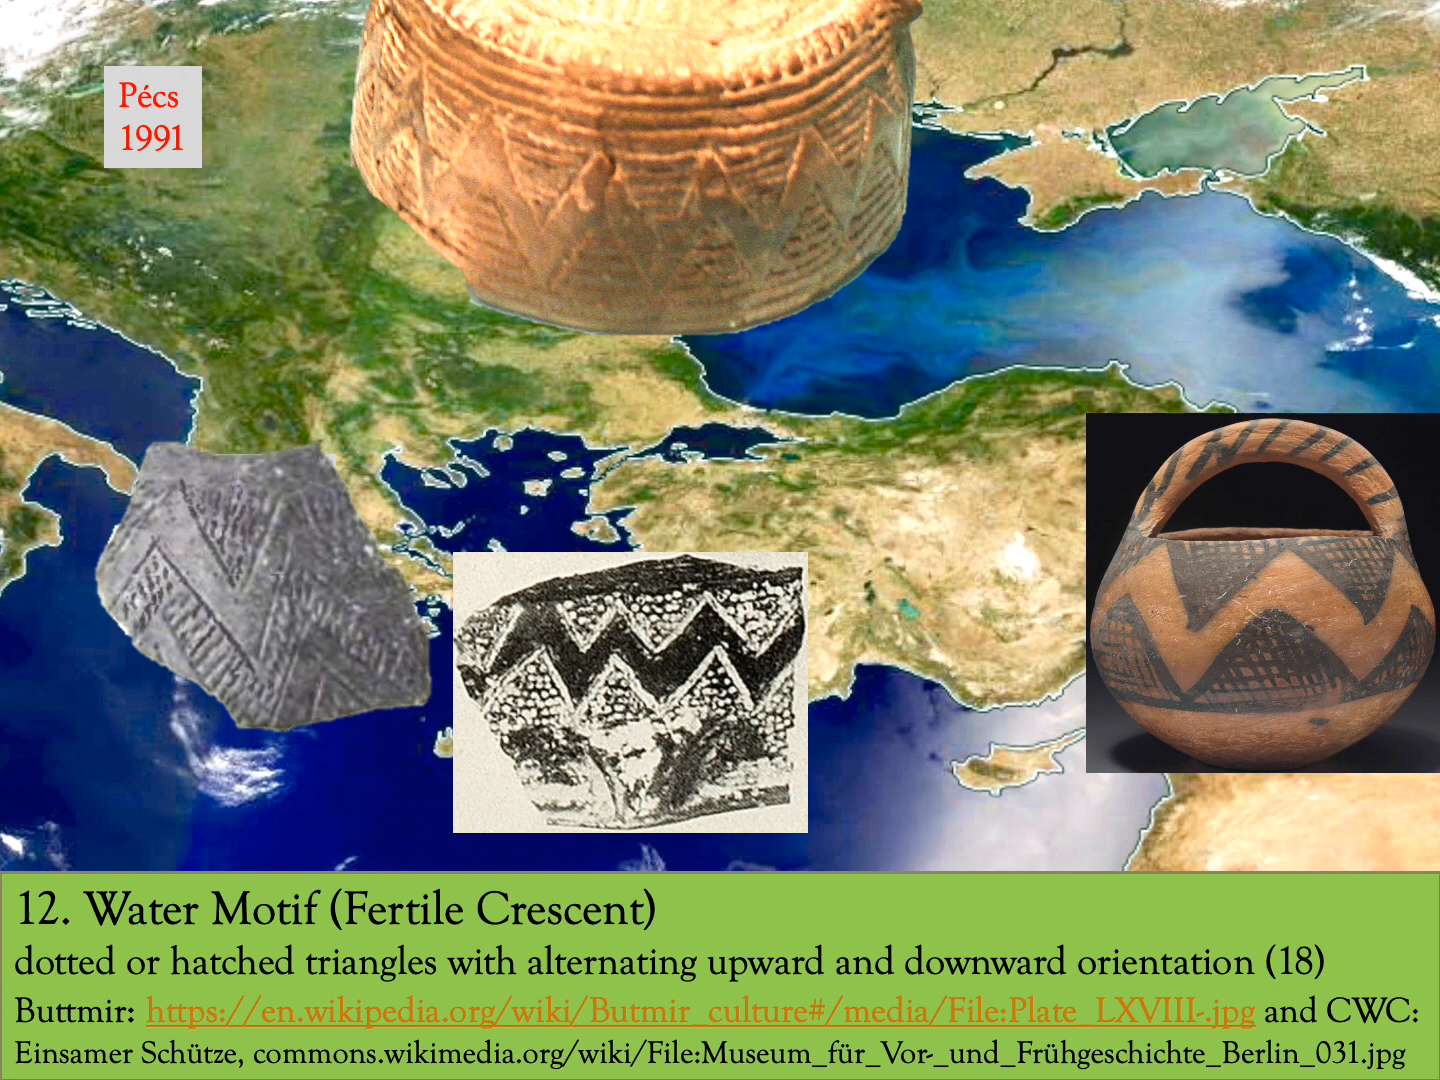 Pécs
1991
12. Water Motif (Fertile Crescent)
dotted or hatched triangles with alternating upward and downward orientation (18)
Buttmir: https://en.wikipedia.org/wiki/Butmir_culture#/media/File:Plate_LXVIII-.jpg and CWC:
Einsamer Schütze, commons.wikimedia.org/wiki/File:Museum_für_Vor-_und_Frühgeschichte_Berlin_031.jpg